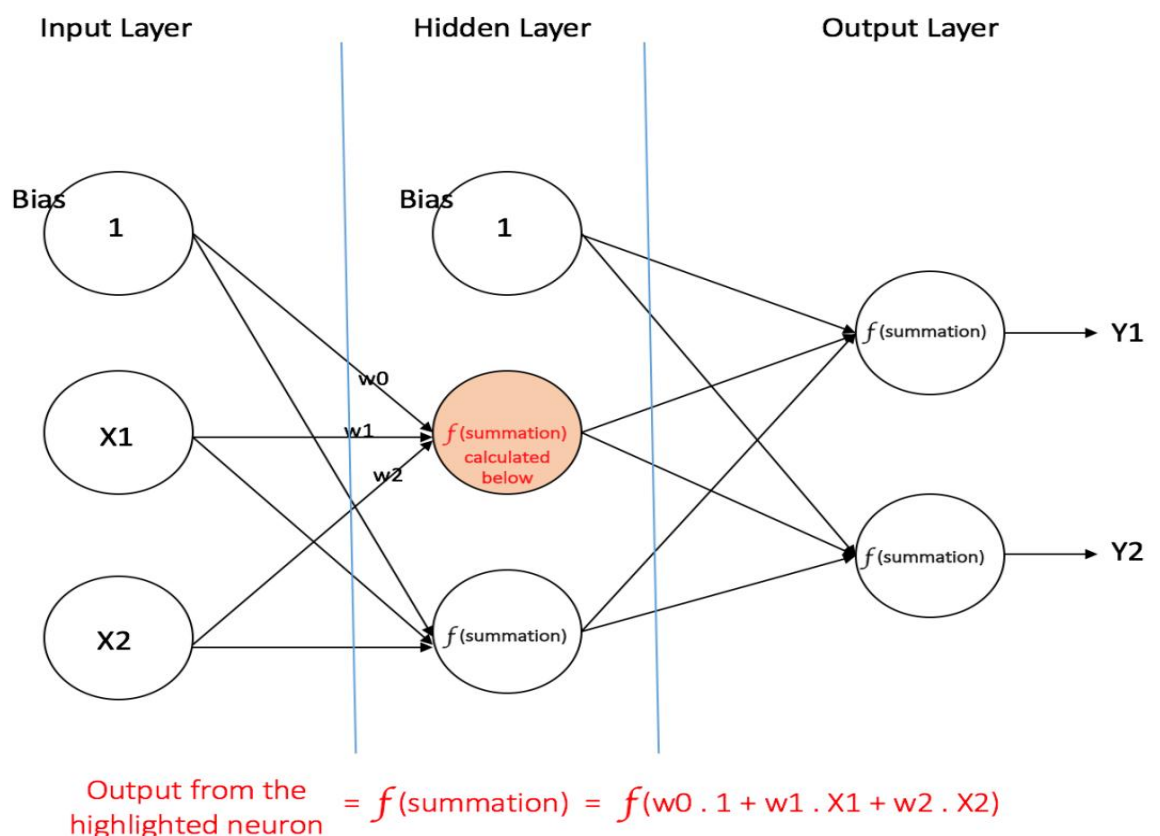 Input Layer
Hidden Layer
Output Layer
Bias
1
Bias
1
w0
X1
w1
f(summation)
calculated
below
w2
X2
f(summation)
f(summation)
Y1
f(summation)
Y2
Output from the
highlighted neuron
= f(summation) = f(w0 . 1 + w1 . X1 + w2 . X2)